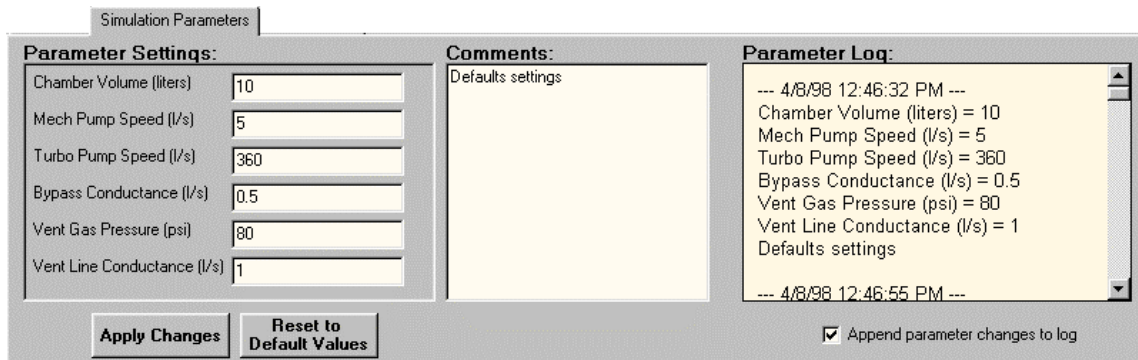 Simulation Parameters
Parameter Settings:
Chamber Volume (liters) 10
Mech Pump Speed (l/s) 5
Turbo Pump Speed (l/s) 360
Bypass Conductance (l/s) 0.5
Vent Gas Pressure (psi) 80
Vent Line Conductance (l/s) 1
Apply Changes
Reset to
Default Values
Comments:
Defaults settings
Parameter Log:
--- 4/8/98 12:46:32 PM ---
Chamber Volume (liters) = 10
Mech Pump Speed (l/s) = 5
Turbo Pump Speed (l/s) = 360
Bypass Conductance (l/s) = 0.5
Vent Gas Pressure (psi) = 80
Vent Line Conductance (l/s) = 1
Defaults settings
--- 4/8/98 12:46:55 PM ---
Append parameter changes to log